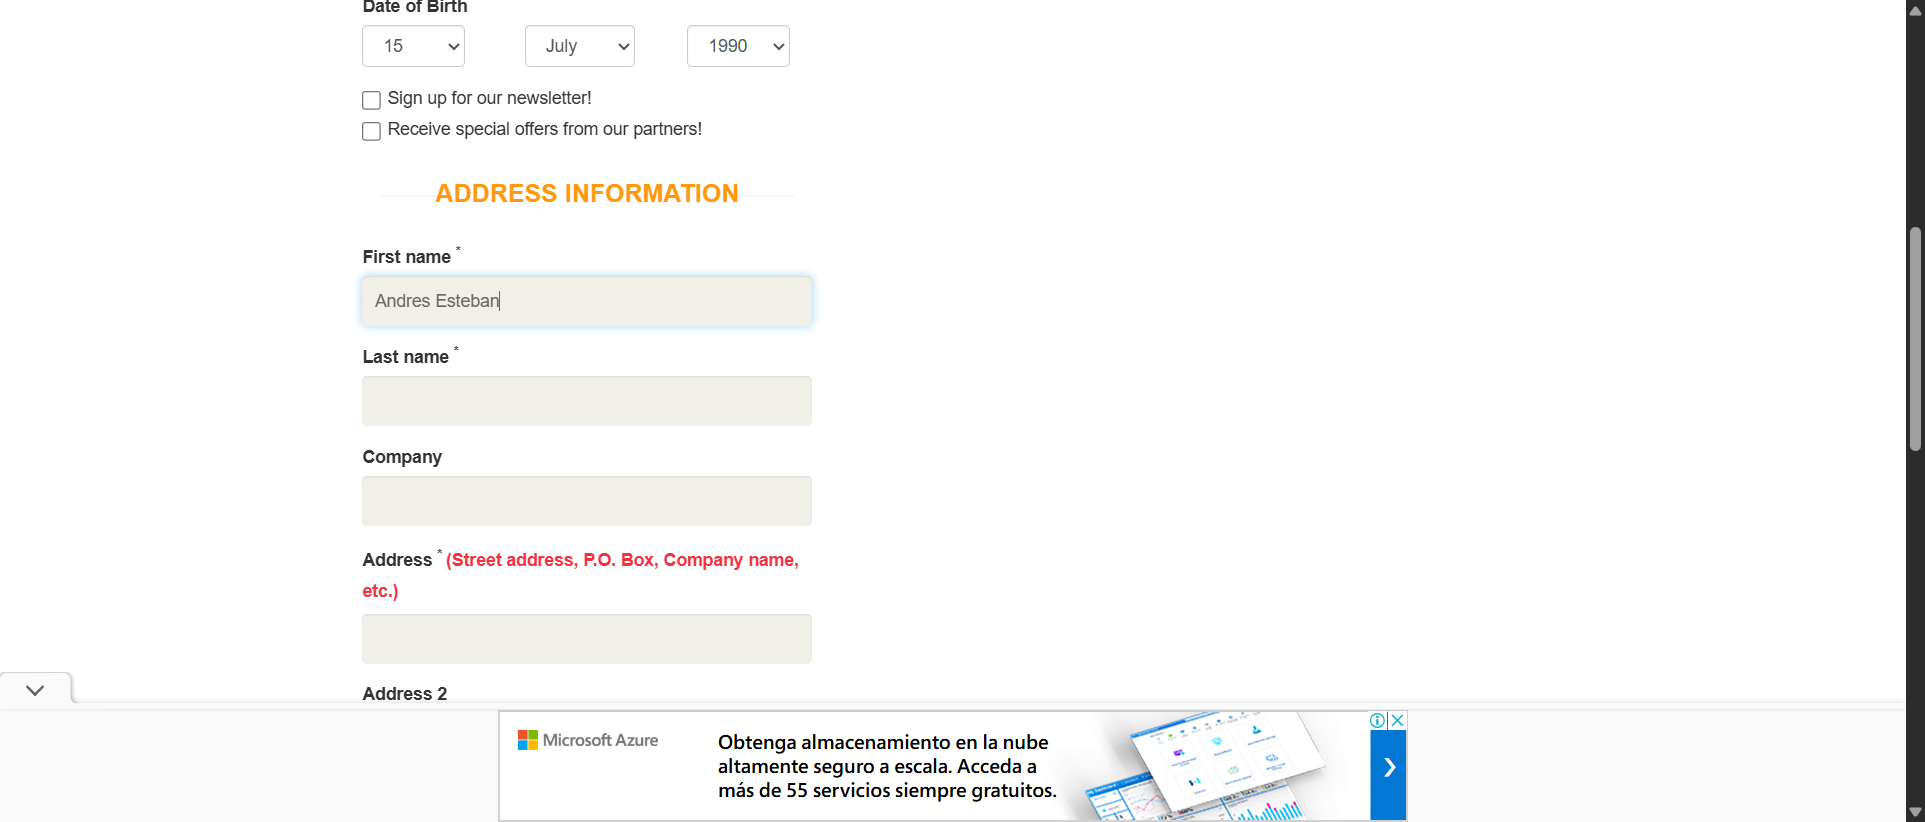 Date of Birth
15 July 1990
Sign up for our newsletter!
Receive special offers from our partners!
ADDRESS INFORMATION
First name *
Andres Esteban
Last name *
Company
Address * (Street address, P.O. Box, Company name,
etc.)
Address 2
Microsoft Azure
Obtenga almacenamiento en la nube
altamente seguro a escala. Acceda a
más de 55 servicios siempre gratuitos.